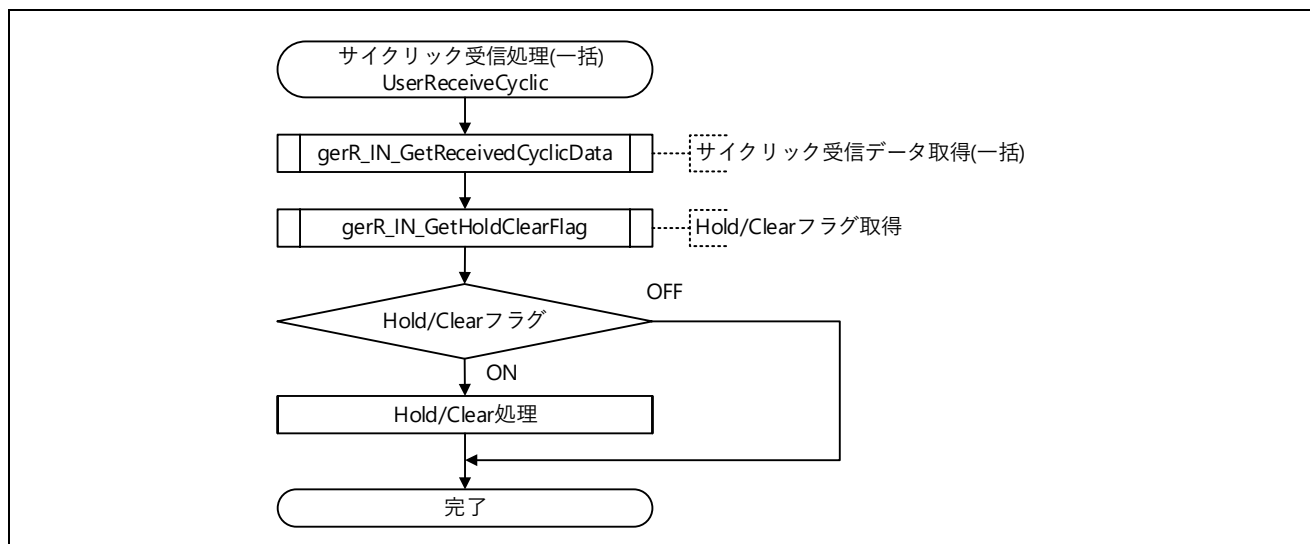 サイクリック受信処理(一括)
UserReceiveCyclic
gerR_IN_GetReceivedCyclicData
サイクリック受信データ取得(一括)
gerR_IN_GetHoldClearFlag
Hold/Clearフラグ取得
OFF
Hold/Clearフラグ
ON
Hold/Clear処理
完了